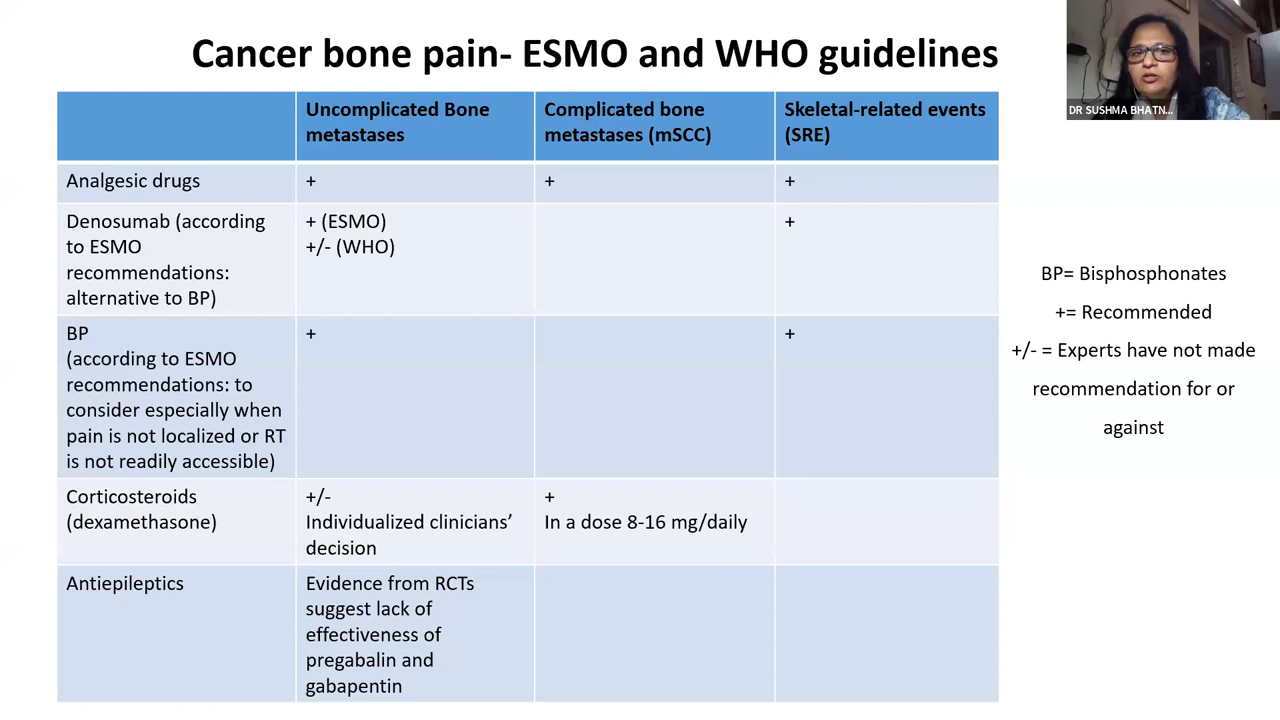 Cancer bone pain- ESMO and WHO guidelines
DR SUSHMA BHATN...
Uncomplicated Bone
metastases
Complicated bone
metastases (mSCC)
Skeletal-related events
(SRE)
Analgesic drugs
+
+
+
Denosumab (according
to ESMO
recommendations:
alternative to BP)
+ (ESMO)
+/- (WHO)
+
BP
(according to ESMO
recommendations: to
consider especially when
pain is not localized or RT
is not readily accessible)
+
+
Corticosteroids
(dexamethasone)
+/-
Individualized clinicians’
decision
+
In a dose 8-16 mg/daily
Antiepileptics
Evidence from RCTs
suggest lack of
effectiveness of
pregabalin and
gabapentin
BP= Bisphosphonates
+= Recommended
+/- = Experts have not made
recommendation for or
against